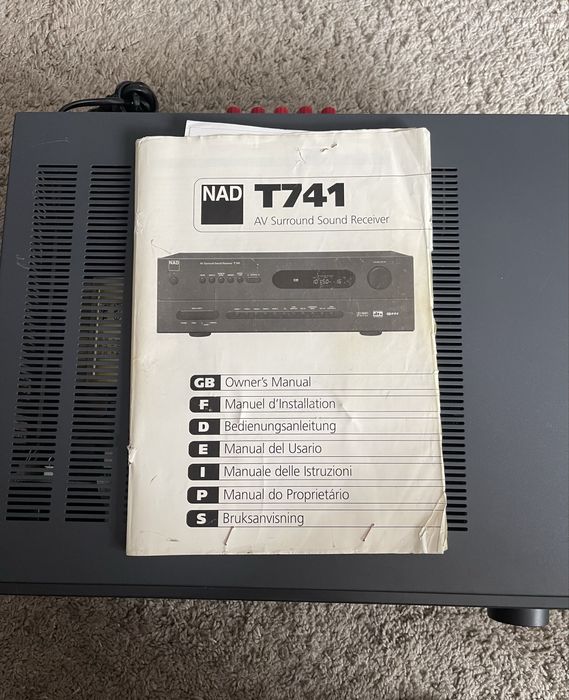 NAD T741
AV Surround Sound Receiver
NAD
GB Owner's Manual
F Manuel d'Installation
D Bedienungsanleitung
E Manual del Usario
I Manuale delle Istruzioni
P Manual do Proprietário
S Bruksanvisning